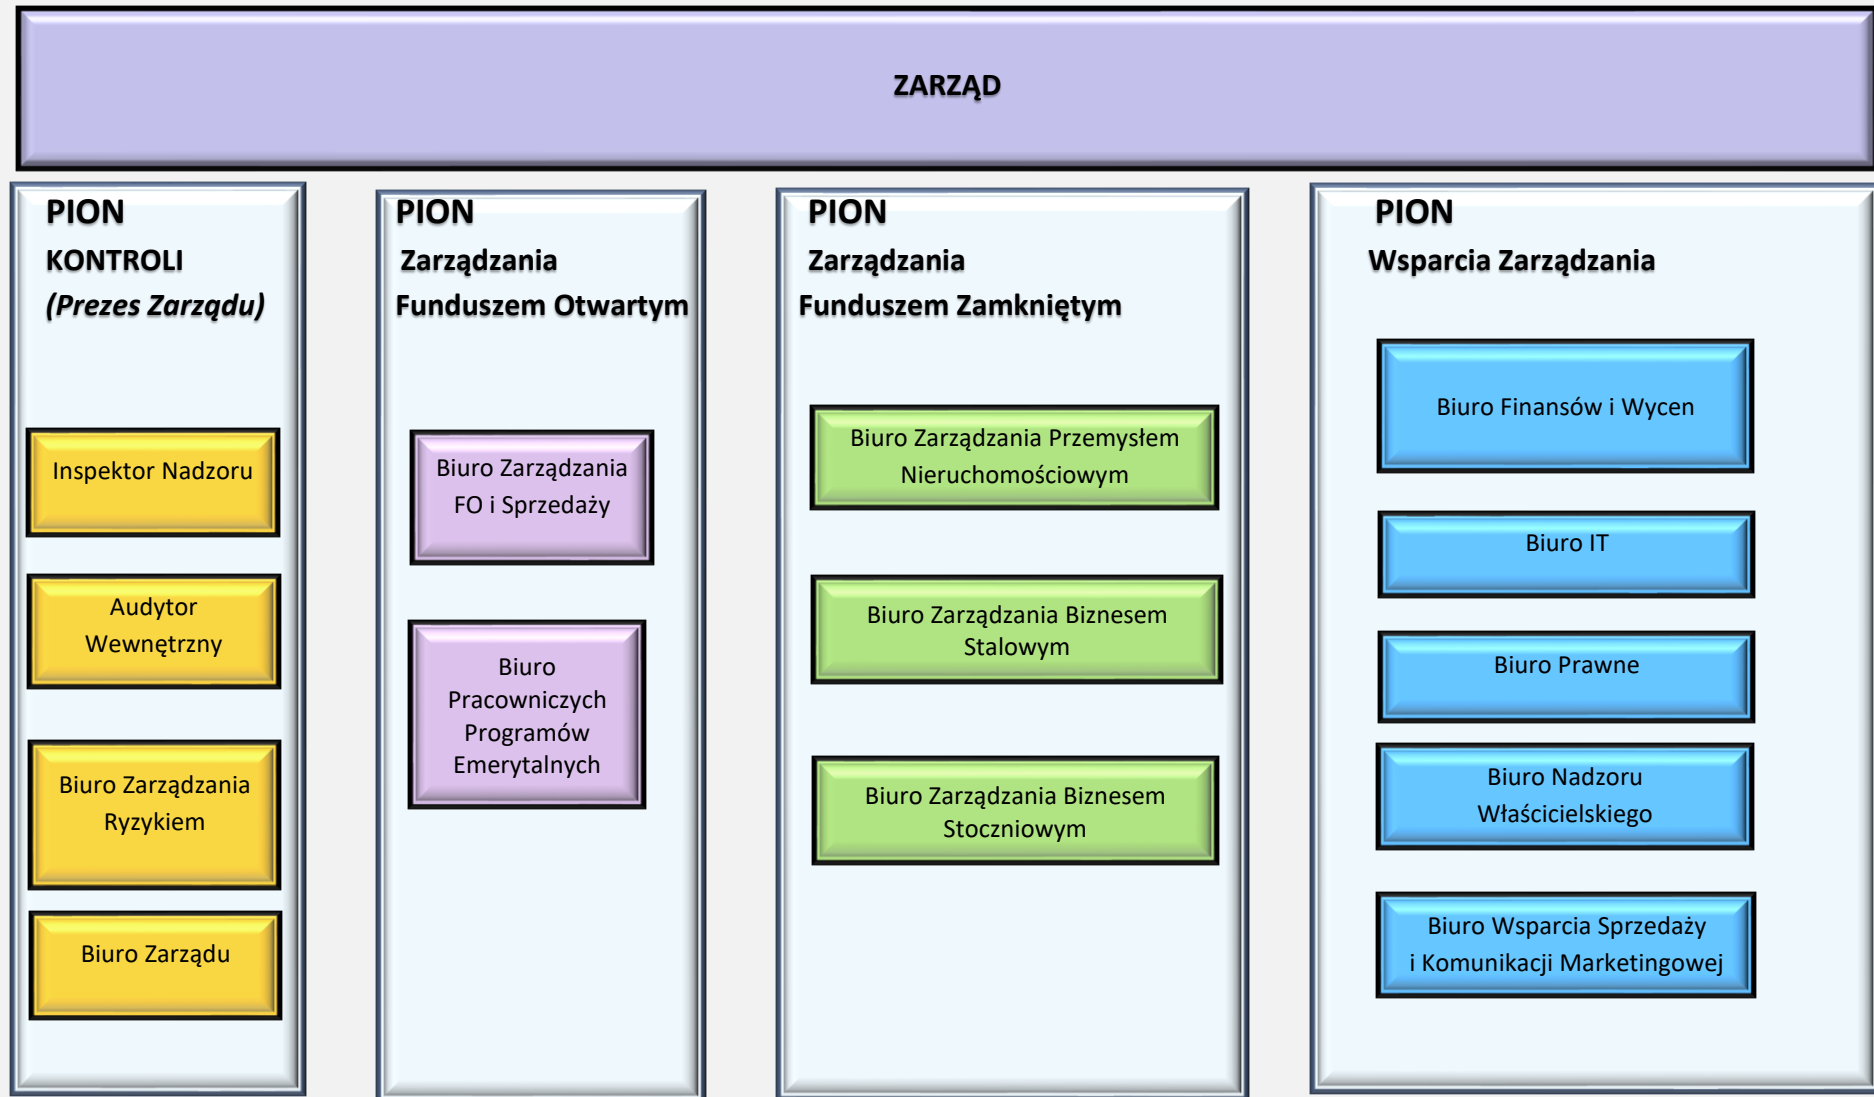 ZARZĄD
PION
KONTROLI
(Prezes Zarządu)
Inspektor Nadzoru
Audytor
Wewnętrzny
Biuro Zarządzania
Ryzykiem
Biuro Zarządu
PION
Zarządzania
Funduszem Otwartym
Biuro Zarządzania
FO i Sprzedaży
Biuro
Pracowniczych
Programów
Emerytalnych
PION
Zarządzania
Funduszem Zamkniętym
Biuro Zarządzania Przemysłem
Nieruchomościowym
Biuro Zarządzania Biznesem
Stalowym
Biuro Zarządzania Biznesem
Stoczniowym
PION
Wsparcia Zarządzania
Biuro Finansów i Wycen
Biuro IT
Biuro Prawne
Biuro Nadzoru
Właścicielskiego
Biuro Wsparcia Sprzedaży
i Komunikacji Marketingowej